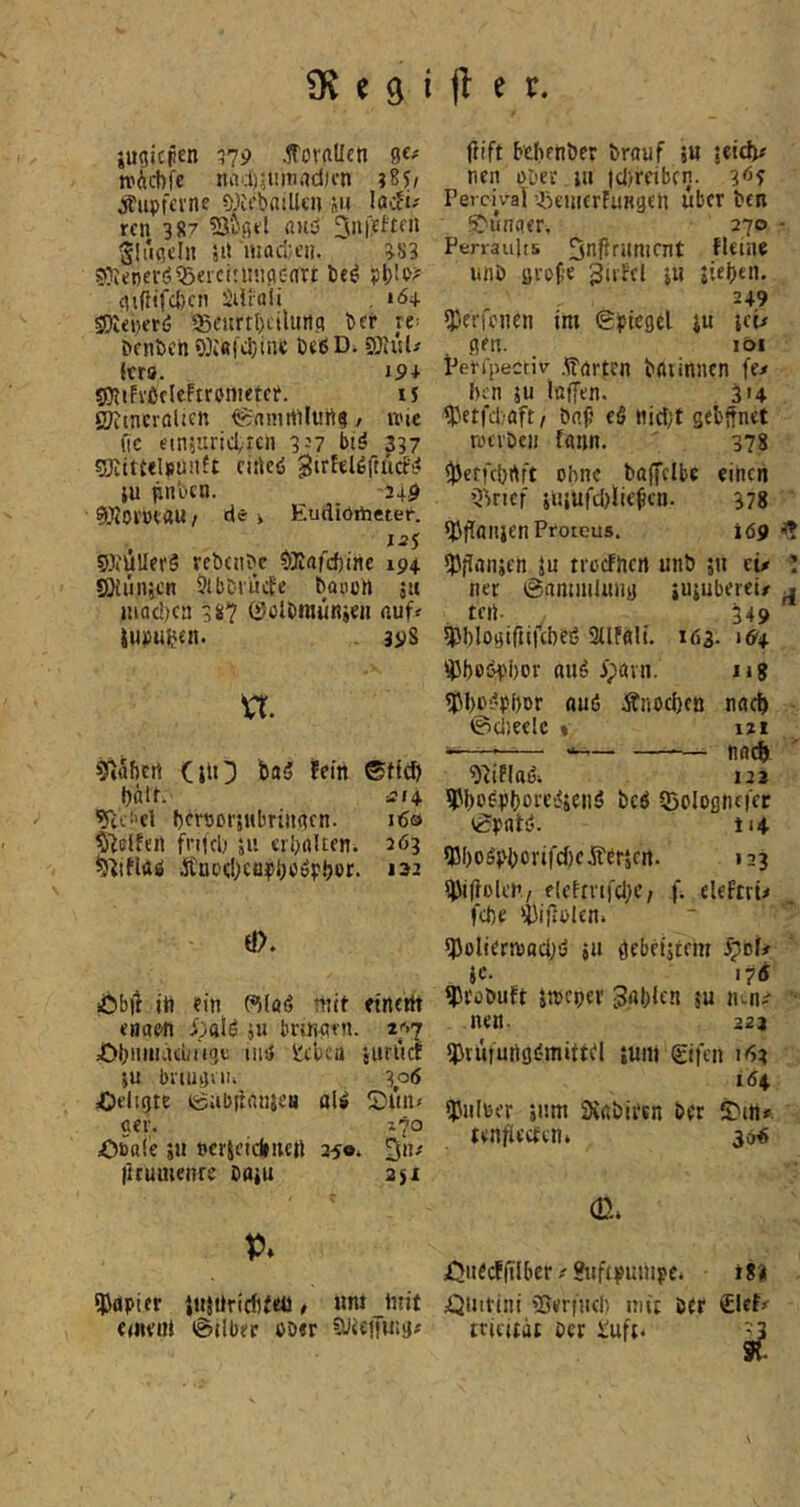 Register.
zugießen 379 Korallen ge⸗
wächse nachzumachen 385,
Kupferne Medaillen zu lacki⸗
ren 387 Vögel aus Insekten
Flügeln zu machen. 383
Meyers Bereitungsart des phlo⸗
gistischen Alkali 164
Meyers Beurtheilung der re⸗
denden Maschine des D. Mül⸗
lers. 194
Mikröelektrometer. 15
Mineralien Sammlung, wie
sie einzurichten 327 bis 337
Mittelpunkt eines Zirkelstücks
zu finden. 249
Morveau, de, Eudiometer.
125
Müllers redende Maschine 194
Münzen Abdrücke davon zu
machen 387 Goldmünzen auf⸗
zuputzen. 398
N.
Nähen (zu) das kein Stich
hält. 214
Nebel hervorzubringen. 160
Nelken frisch zu erhalten. 263
Niklas Knochenphosphor. 122
O.
Obst in ein Glas mit einem
engen Hals zu bringen. 267
Ohnmächtige ins Leben zurück
zu bringen. 306
Oeligte Substanzen als Dün⸗
ger. 270
Ovale zu verzeichnen 250. In⸗
strumente dazu 251
P.
Papier zuzurichten, um mit
einem Silber oder Messing⸗
stift behender drauf zu zeich⸗
nen oder zu schreiben. 365
Percival Bemerkungen über den
Dünger, 270
Perraults Instrument kleine
und große Zirkel zu ziehen.
249
Personen im Spiegel zu zei⸗
gen. 101
Perspectiv Karten darinnen se⸗
hen zu lassen. 314
Petschaft, daß es nicht geöffnet
werden kann. 378
Petschaft ohne dasselbe einen
Brief zuzuschließen. 378
Pflanzen Proteus. 169
Pflanzen zu trocknen und zu ei⸗
ner Sammlung zuzuberei⸗
ten 349
Phlogistisches Alkali. 163. 164
Phosphor aus Harn. 118
Phosphor aus Knochen nach
Scheele, 121
—— — —— nach
Niklas. 122
Phosphoreszens des Bologneser
Spats. 114
Phosphorische Kerzen. 123
Pistolen, elektrische, s. elektri⸗
sche Pistolen.
Polierwachs zu gebeiztem Hol⸗
ze. 176
Produkt zweyer Zahlen zu nen⸗
nen. 222
Prüfungsmittel zum Eisen 163
164
Pulver zum Radiren der Din⸗
tenflecken. 306
Q.
Quecksilber⸗Luftpumpe. 181
Quirini Versuch mit der Elek⸗
tricität der Luft. 53
R.